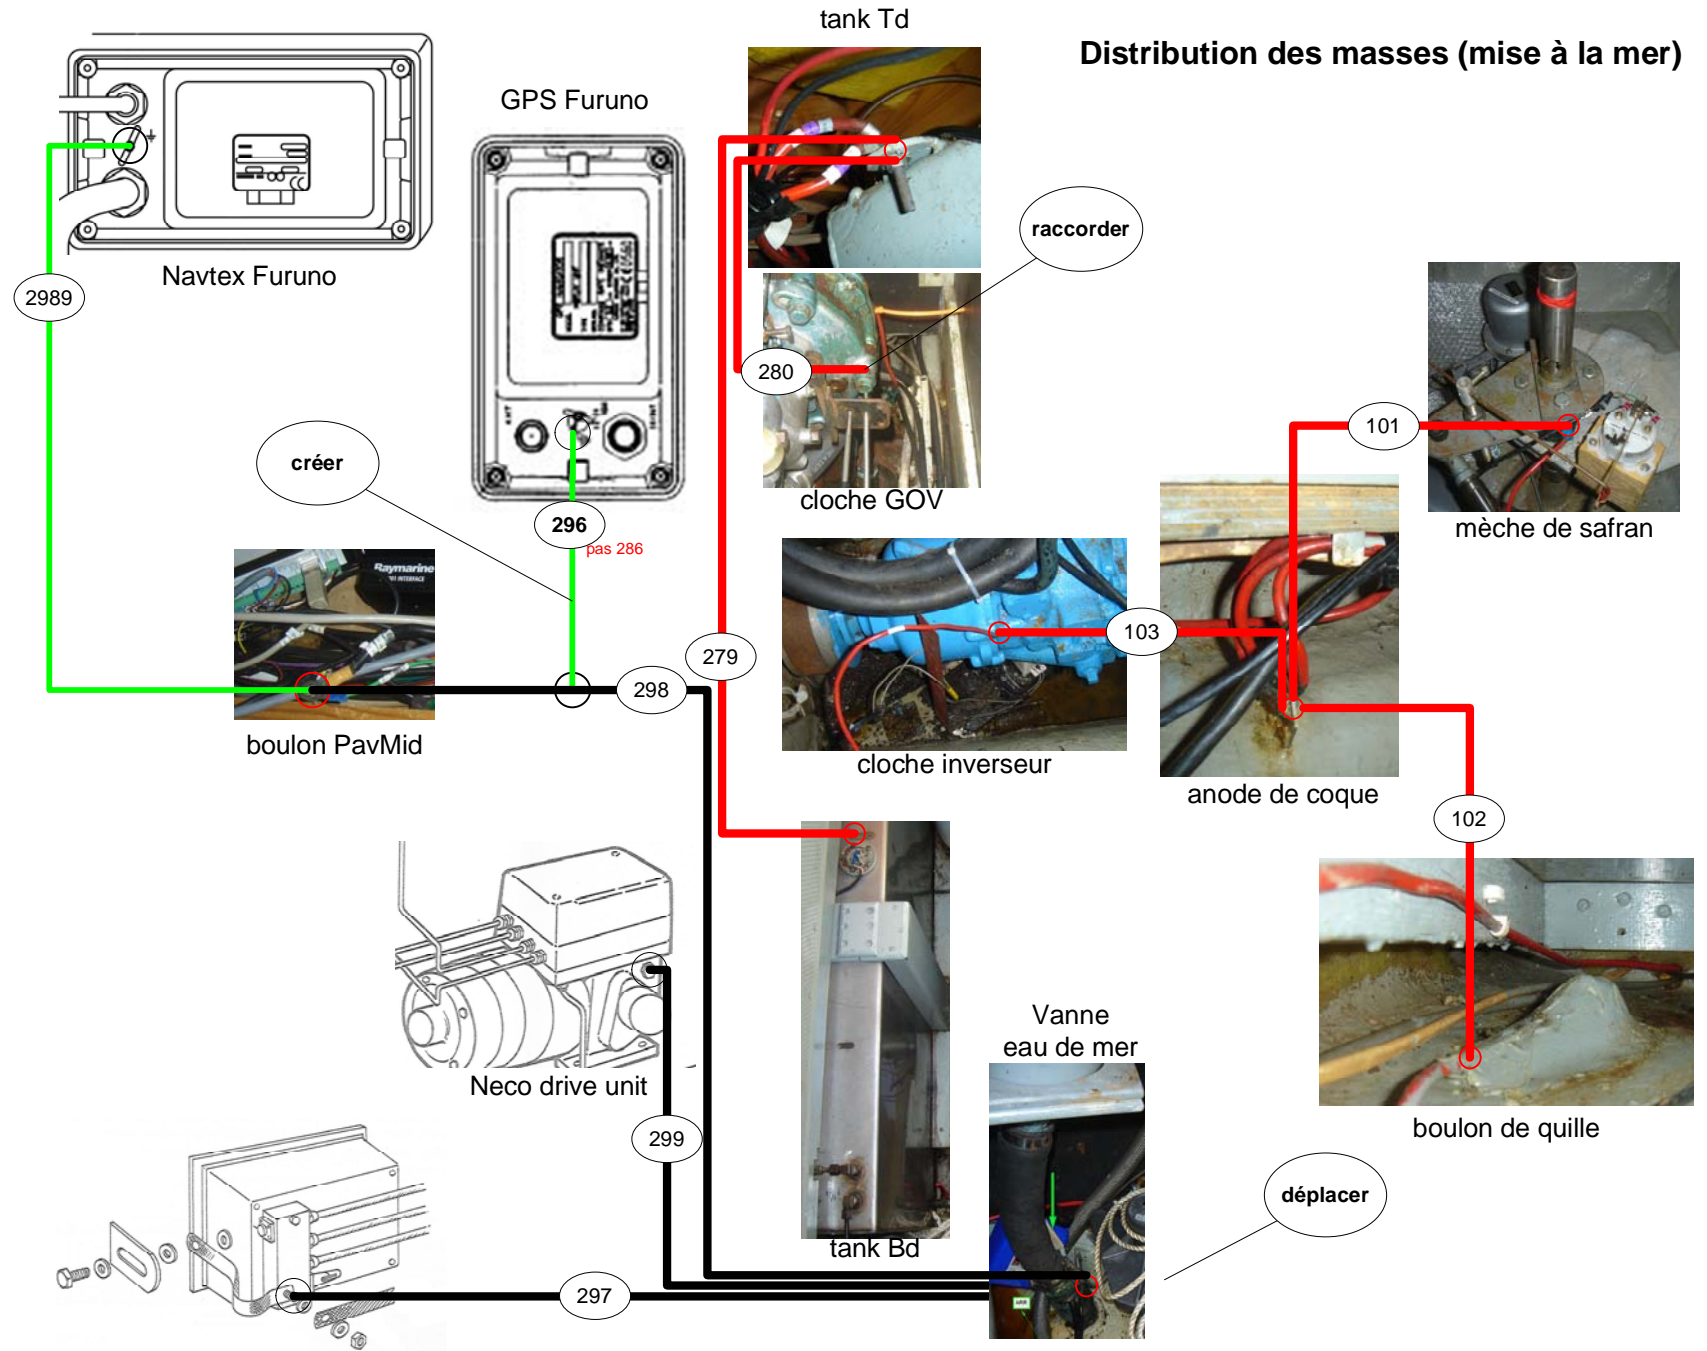 tank Td
Distribution des masses (mise à la mer)
GPS Furuno
Navtex Furuno
2989
raccorder
280
cloche GOV
101
mèche de safran
créer
296
pas 286
Raymarine
INTERFACE
279
298
103
boulon PavMid
cloche inverseur
anode de coque
102
Neco drive unit
Vanne
eau de mer
boulon de quille
299
déplacer
tank Bd
297
ARR